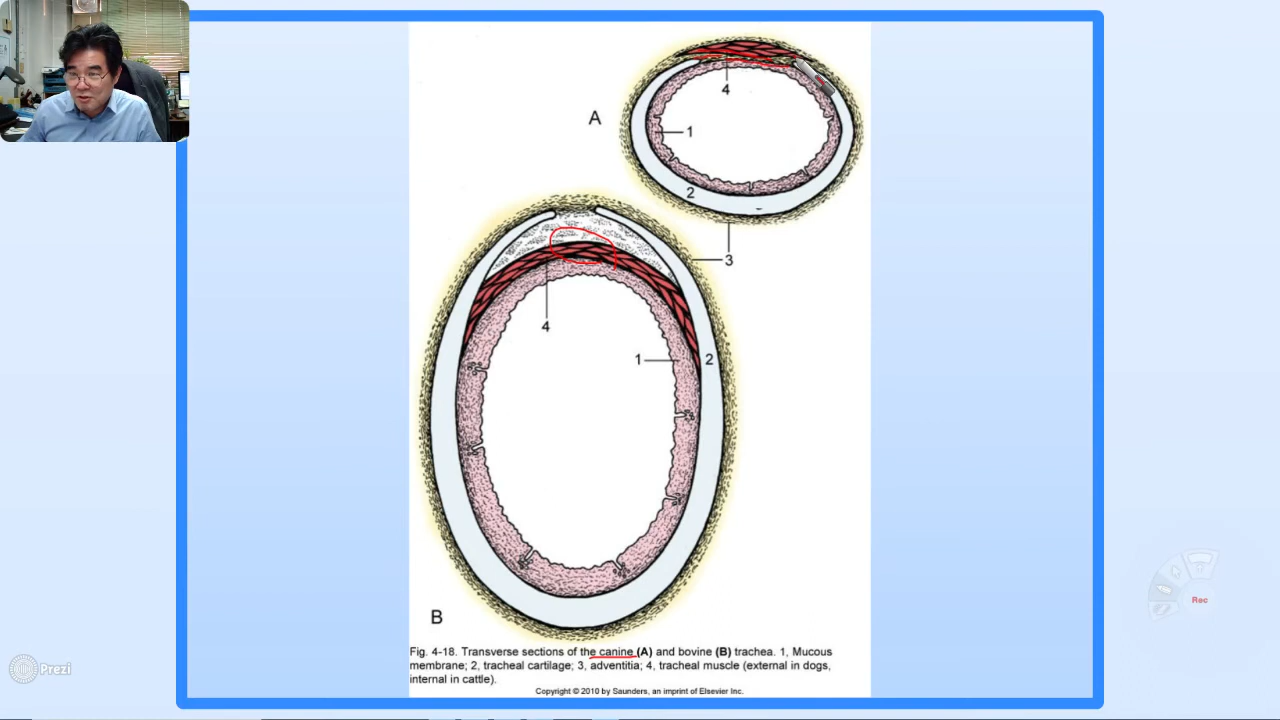 4
A
1
2
3
4
1
2
B
Fig. 4-18. Transverse sections of the canine (A) and bovine (B) trachea. 1, Mucous
membrane; 2, tracheal cartilage; 3, adventitia; 4, tracheal muscle (external in dogs,
internal in cattle).
Copyright © 2010 by Saunders, an imprint of Elsevier Inc.
Rec
Prezi